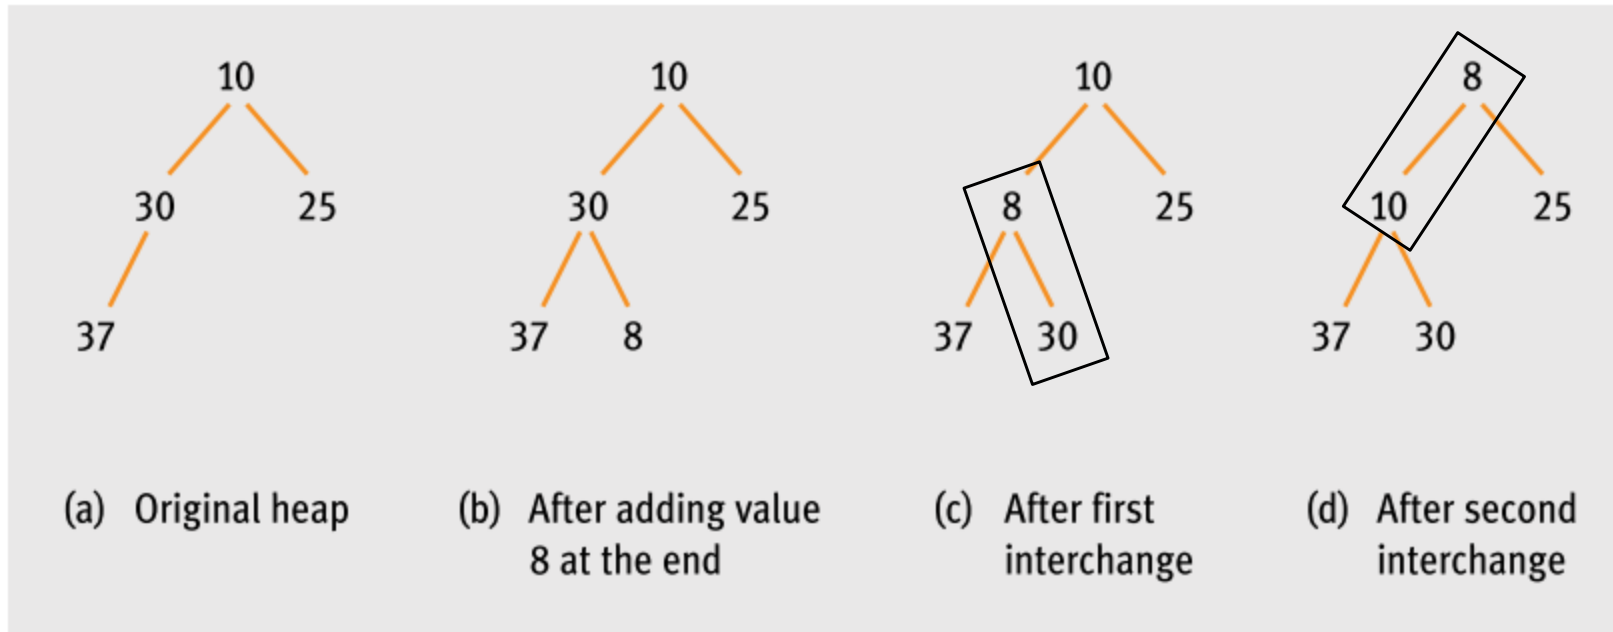 10 10 10 8
30 25 30 25 8 25 10 25
37 37 8 37 30 37 30
(a) Original heap (b) After adding value (c) After first (d) After second
8 at the end interchange interchange